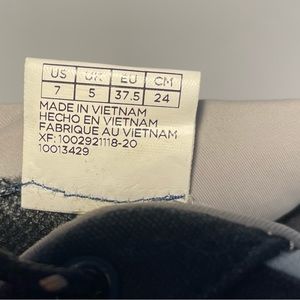 US UK EU CM
7 5 37.5 24
MADE IN VIETNAM
HECHO EN VIETNAM
FABRIQUE AU VIETNAM
XF: 1002921118-20
10013429